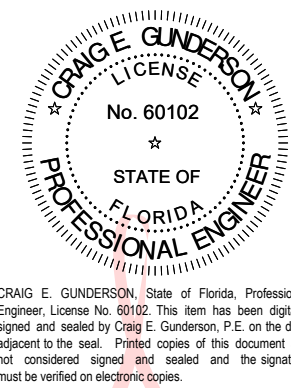 CRAIG E. GUNDERSON
LICENSE
No. 60102
STATE OF
FLORIDA
PROFESSIONAL ENGINEER
CRAIG E. GUNDERSON, State of Florida,
Engineer, License No. 60102. This item has been
signed and sealed by Craig E. Gunderson, P.E. on the
adjacent to the seal. Printed copies of this document
not considered signed and sealed and the
must be verified on electronic copies.